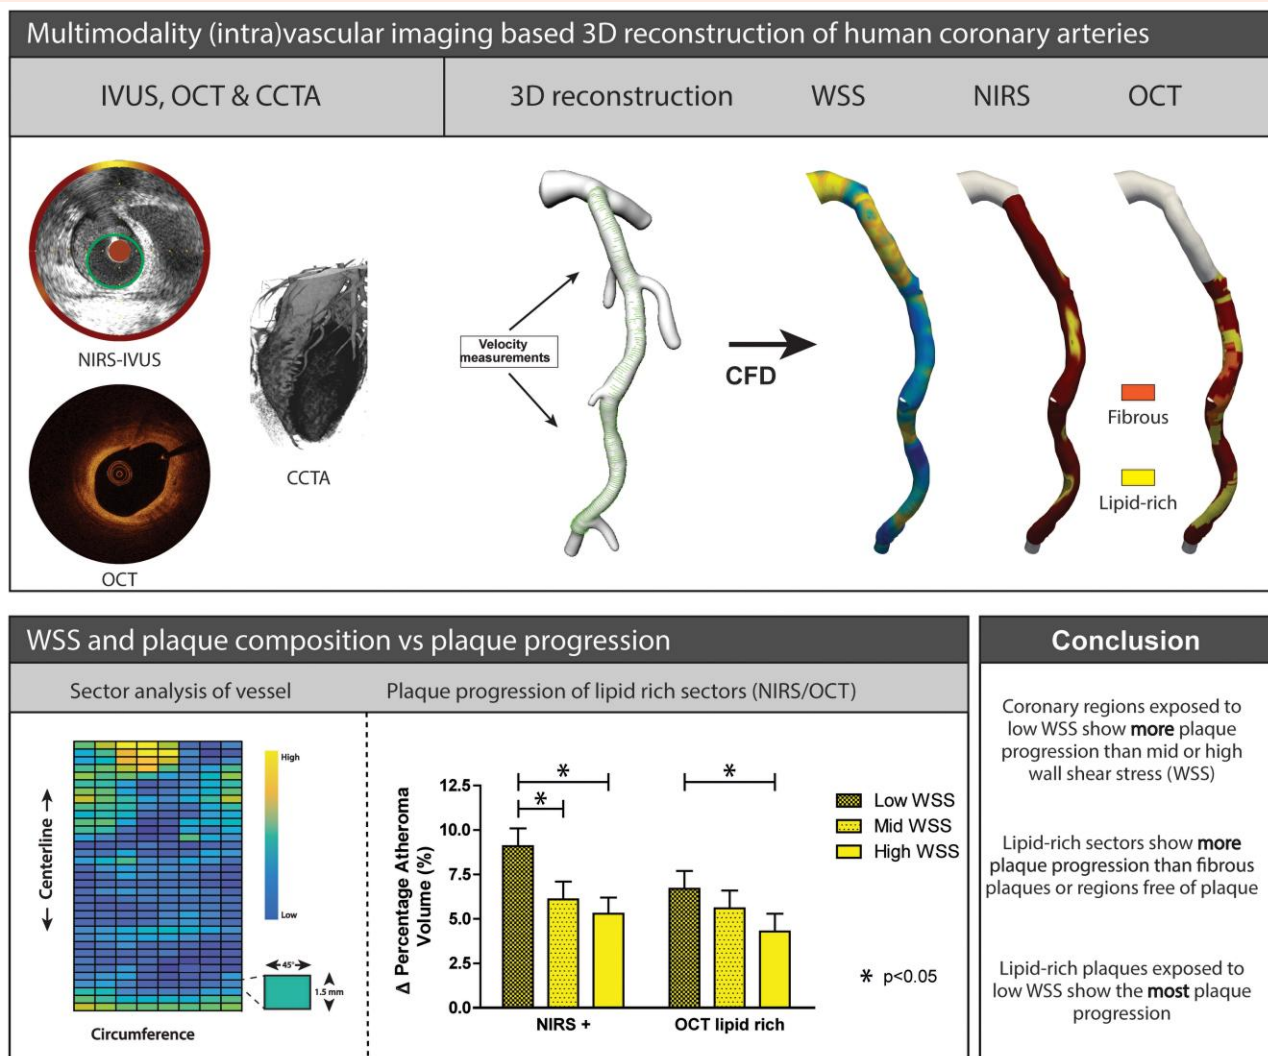 Multimodality (intra)vascular imaging based 3D reconstruction of human coronary arteries
IVUS, OCT & CCTA
3D reconstruction
WSS
NIRS
OCT
NIRS-IVUS
OCT
CCTA
Velocity
measurements
CFD
Fibrous
Lipid-rich
WSS and plaque composition vs plaque progression
Sector analysis of vessel
Plaque progression of lipid rich sectors (NIRS/OCT)
Centerline
High
Low
45°
1.5 mm
Circumference
Δ Percentage Atheroma
Volume (%)
12.5
10.0
7.5
5.0
2.5
0.0
*
*
*
NIRS +
OCT lipid rich
Low WSS
Mid WSS
High WSS
* p<0.05
Conclusion
Coronary regions exposed to
low WSS show more plaque
progression than mid or high
wall shear stress (WSS)
Lipid-rich sectors show more
plaque progression than fibrous
plaques or regions free of plaque
Lipid-rich plaques exposed to
low WSS show the most plaque
progression